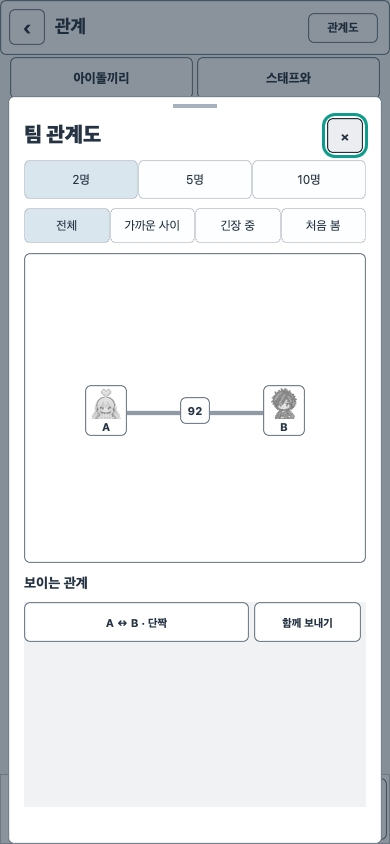 ‹ 관계 관계도
아이돌끼리 스태프와
팀 관계도 ×
2명 5명 10명
전체 가까운 사이 긴장 중 처음 봄
A 92 B
보이는 관계
A ↔ B · 단짝 함께 보내기